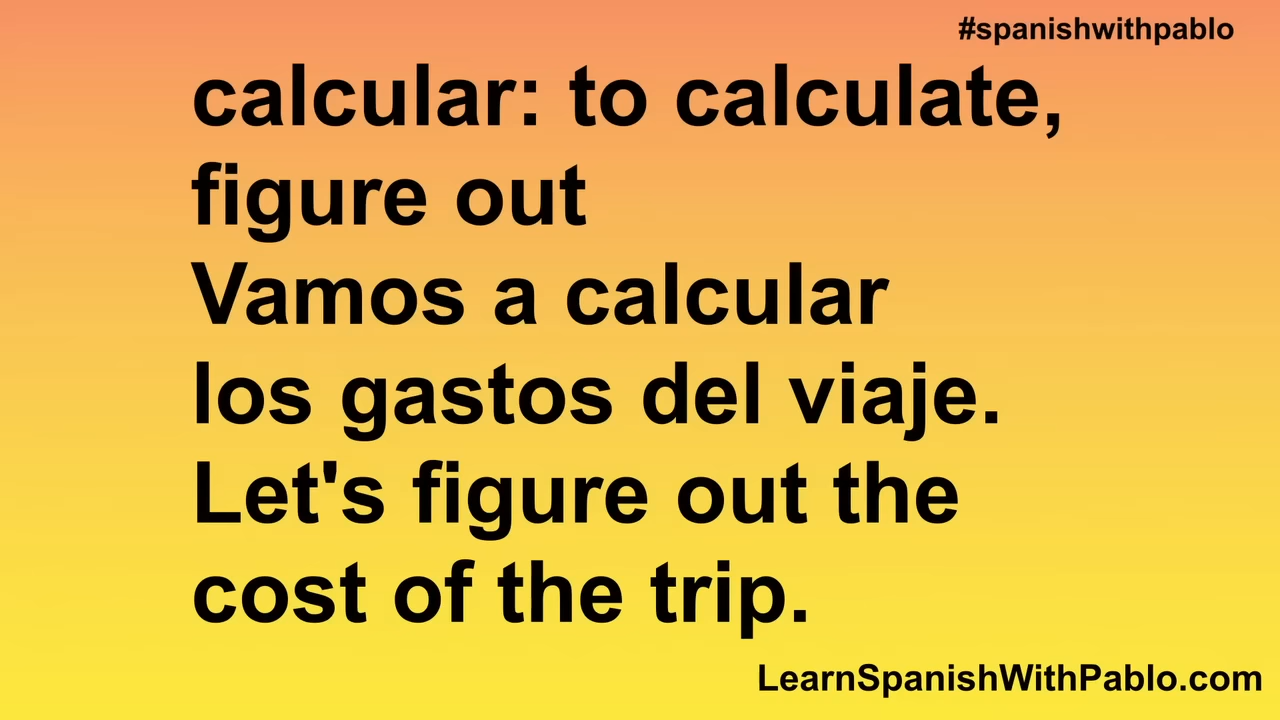 #spanishwithpablo
calcular: to calculate,
figure out
Vamos a calcular
los gastos del viaje.
Let's figure out the
cost of the trip.
LearnSpanishWithPablo.com